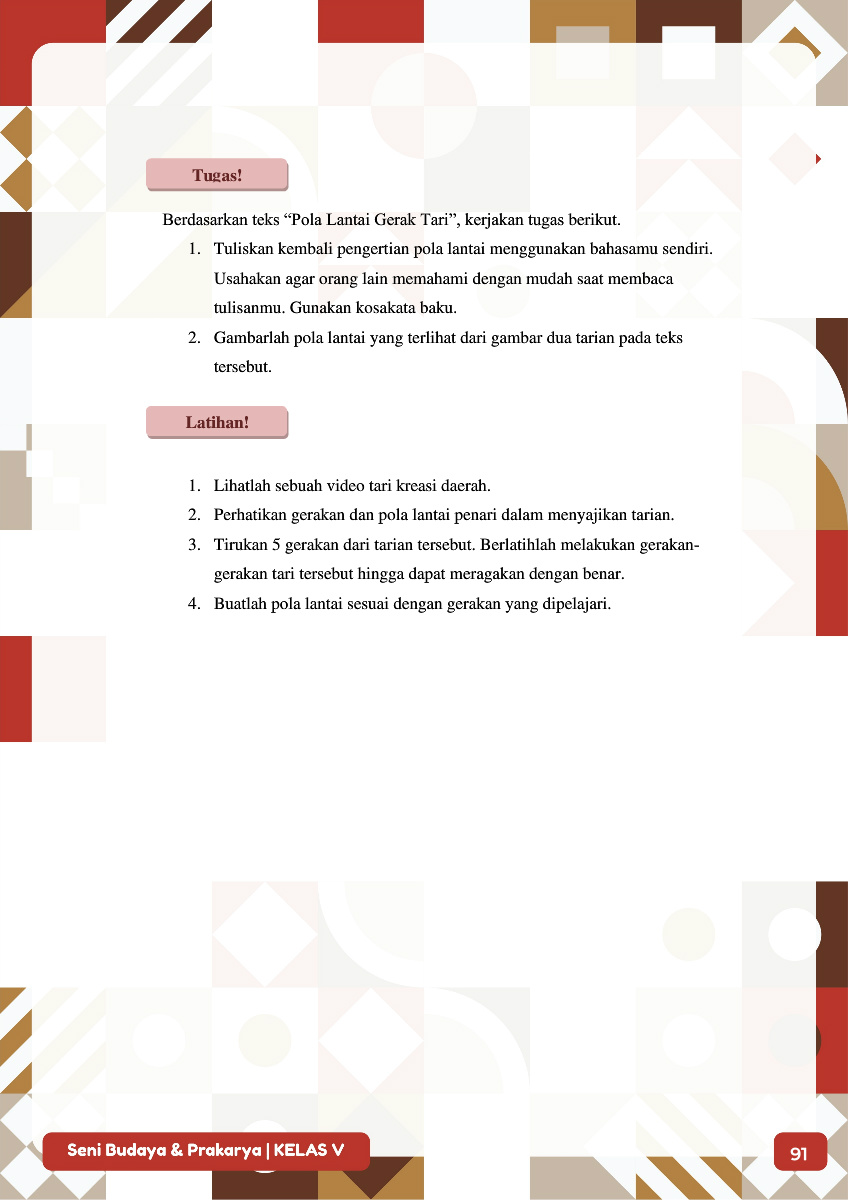 Tugas!
Berdasarkan teks “Pola Lantai Gerak Tari”, kerjakan tugas berikut.
1. Tuliskan kembali pengertian pola lantai menggunakan bahasamu sendiri.
Usahakan agar orang lain memahami dengan mudah saat membaca
tulisanmu. Gunakan kosakata baku.
2. Gambarlah pola lantai yang terlihat dari gambar dua tarian pada teks
tersebut.
Latihan!
1. Lihatlah sebuah video tari kreasi daerah.
2. Perhatikan gerakan dan pola lantai penari dalam menyajikan tarian.
3. Tirukan 5 gerakan dari tarian tersebut. Berlatihlah melakukan gerakan-
gerakan tari tersebut hingga dapat meragakan dengan benar.
4. Buatlah pola lantai sesuai dengan gerakan yang dipelajari.
Seni Budaya & Prakarya | KELAS V
91